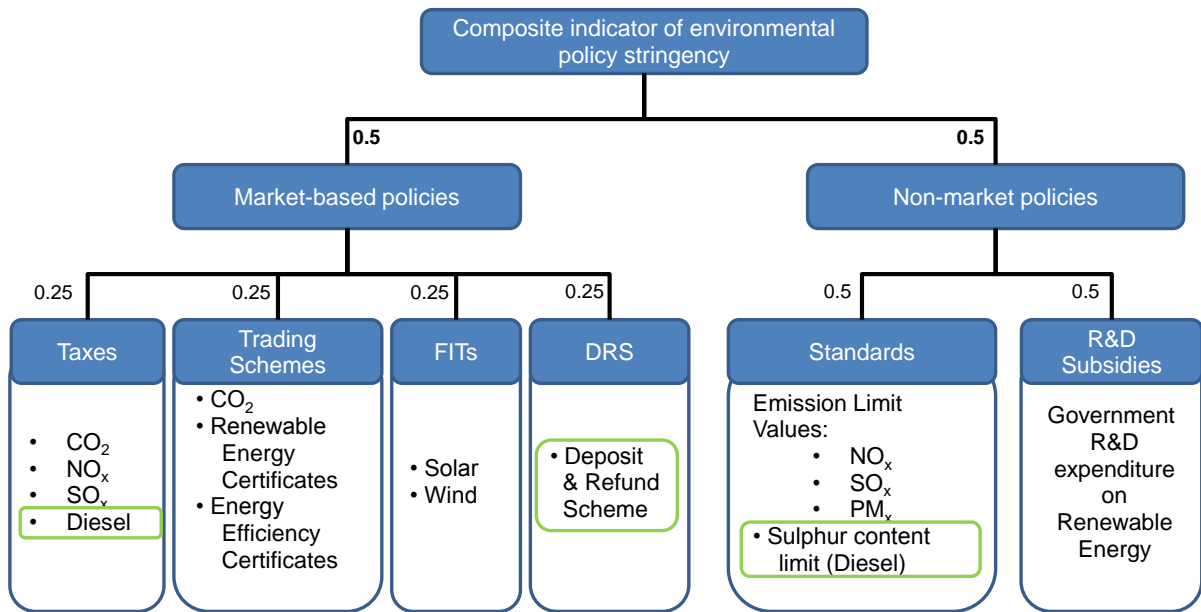 Composite indicator of environmental
policy stringency
0.5
0.5
Market-based policies
Non-market policies
0.25
0.25
0.25
0.25
0.5
0.5
Taxes
Trading
Schemes
FITs
DRS
Standards
R&D
Subsidies
• CO₂
• NOₓ
• SOₓ
• Diesel
• CO₂
• Renewable
Energy
Certificates
• Energy
Efficiency
Certificates
• Solar
• Wind
• Deposit
& Refund
Scheme
Emission Limit
Values:
• NOₓ
• SOₓ
• PMₓ
• Sulphur content
limit (Diesel)
Government
R&D
expenditure
on
Renewable
Energy